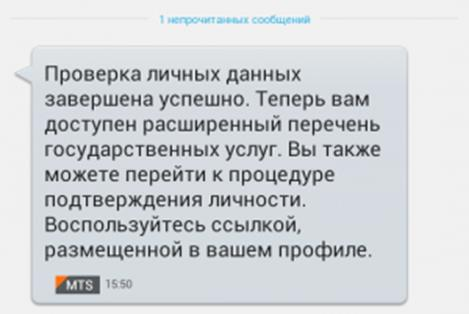 1 непрочитанных сообщений
Проверка личных данных
завершена успешно. Теперь вам
доступен расширенный перечень
государственных услуг. Вы также
можете перейти к процедуре
подтверждения личности.
Воспользуйтесь ссылкой,
размещенной в вашем профиле.
MTS 15:50